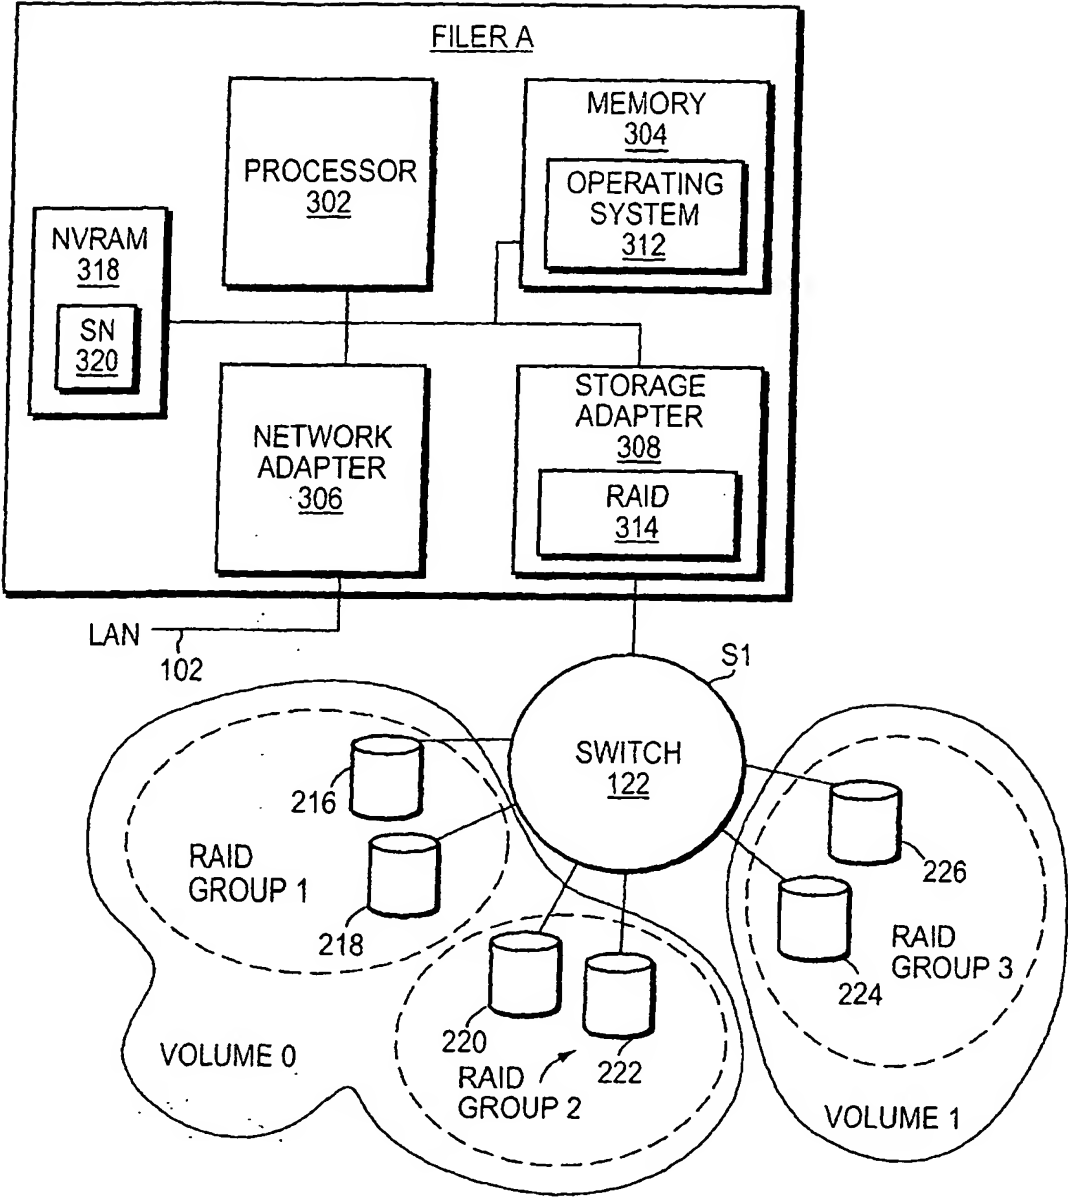 FILER A
PROCESSOR
302
MEMORY
304
OPERATING
SYSTEM
312
NVRAM
318
SN
320
NETWORK
ADAPTER
306
STORAGE
ADAPTER
308
RAID
314
LAN
102
S1
SWITCH
122
216
218
RAID
GROUP 1
220
222
RAID
GROUP 2
226
224
RAID
GROUP 3
VOLUME 0
VOLUME 1